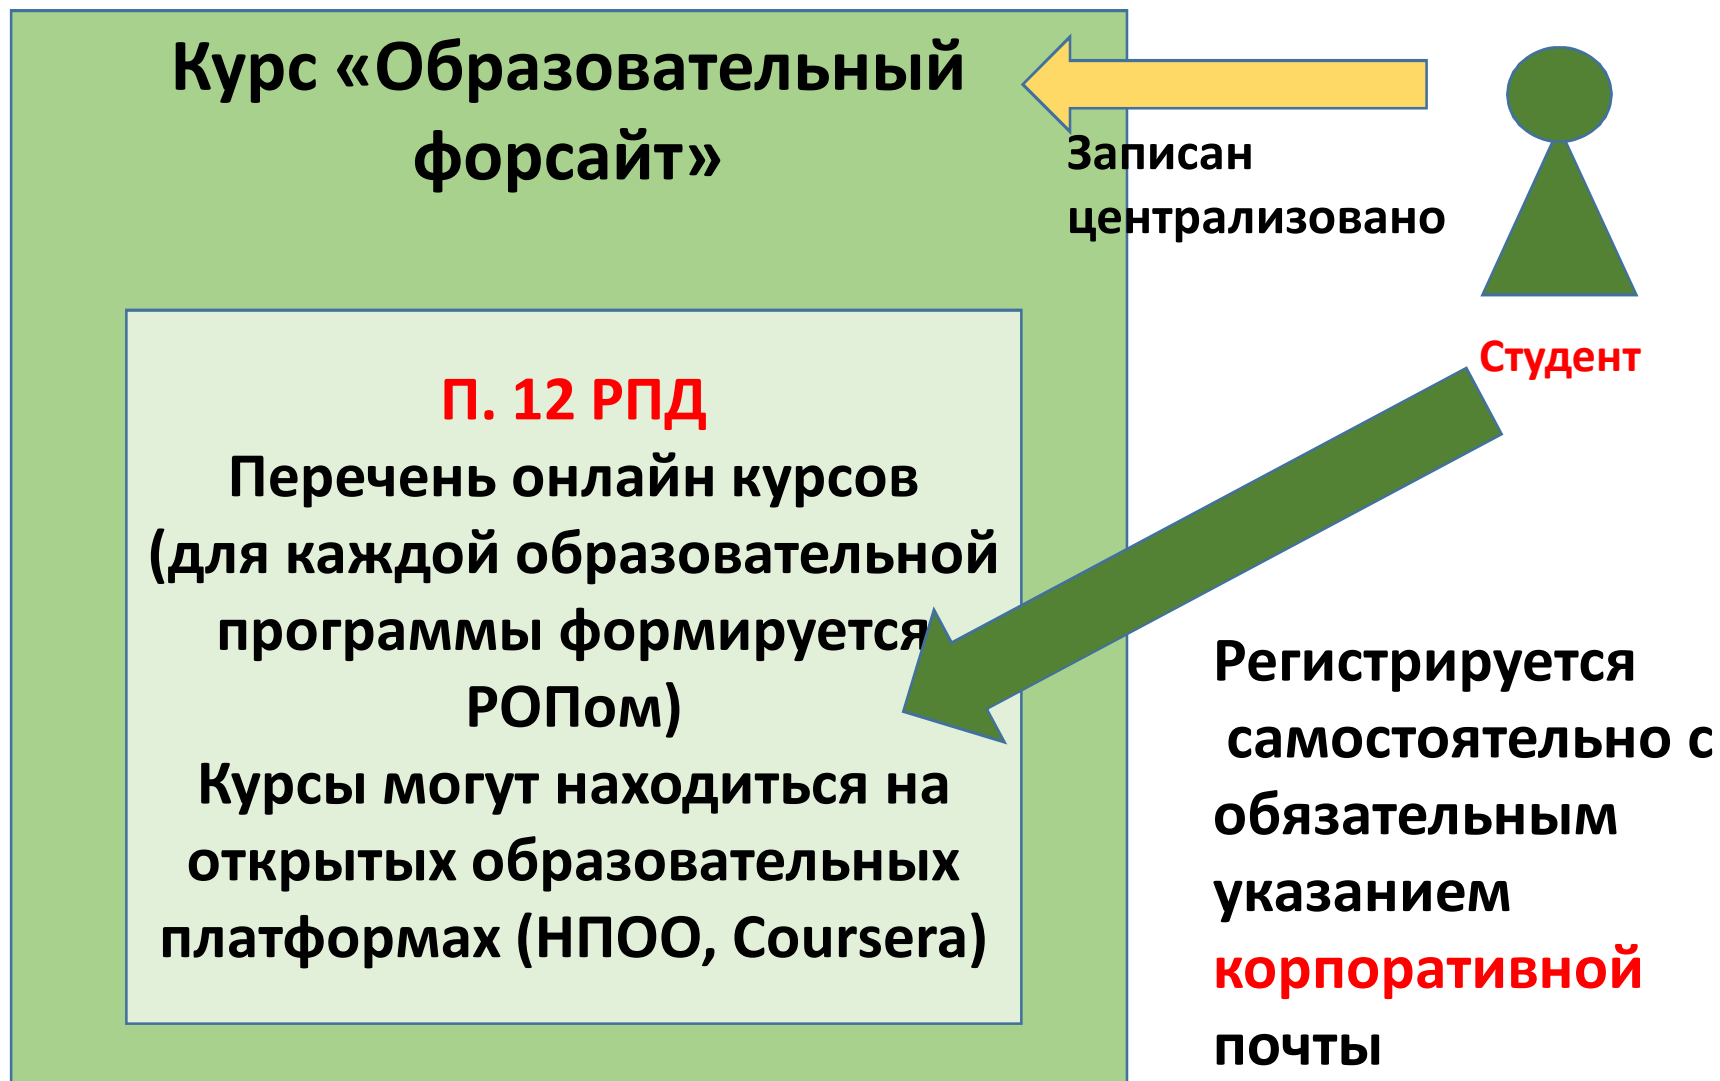 Курс «Образовательный
форсайт»
Записан
централизовано
Студент
П. 12 РПД
Перечень онлайн курсов
(для каждой образовательной
программы формируется
РОПом)
Курсы могут находиться на
открытых образовательных
платформах (НПОО, Coursera)
Регистрируется
самостоятельно с
обязательным
указанием
корпоративной
почты